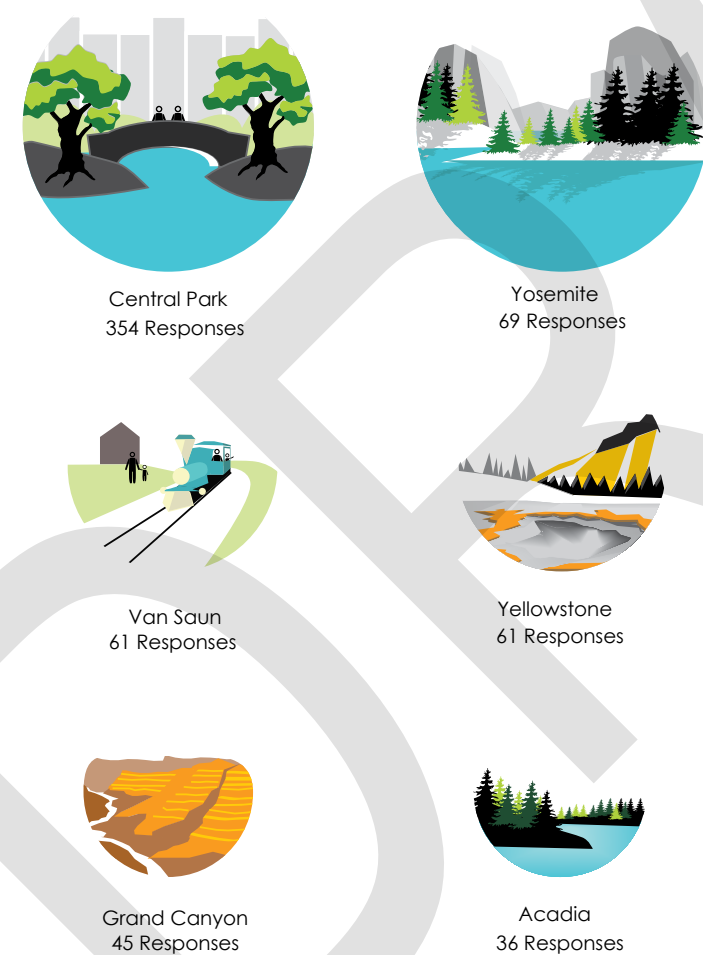 Central Park
354 Responses
Yosemite
69 Responses
Van Saun
61 Responses
Yellowstone
61 Responses
Grand Canyon
45 Responses
Acadia
36 Responses